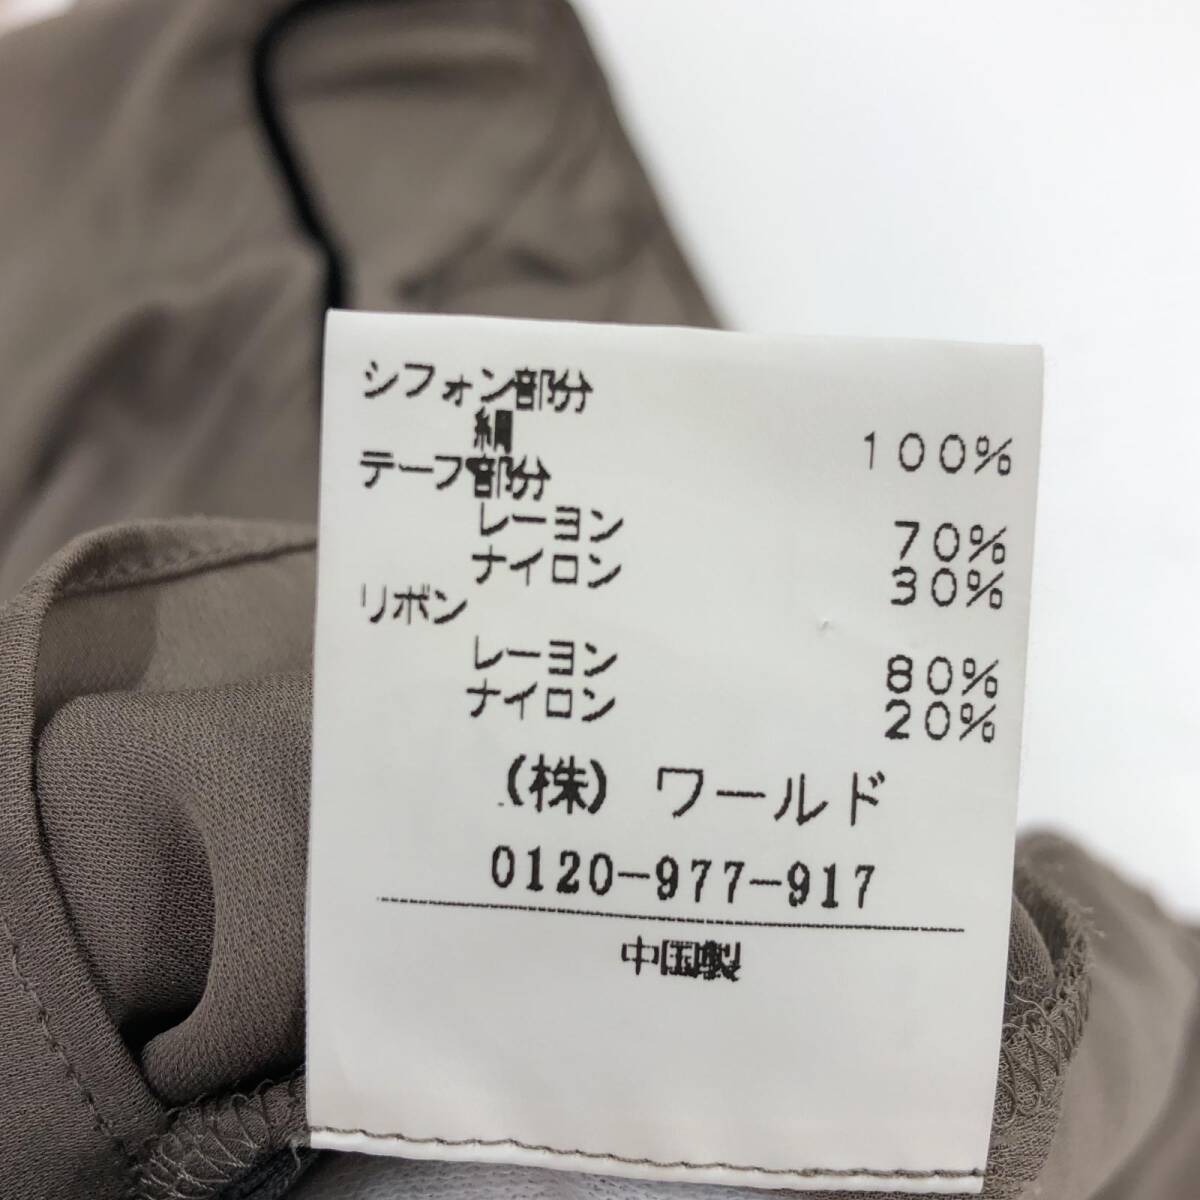 シフォン部分
絹 100%
テープ部分
レーヨン 70%
ナイロン 30%
リボン
レーヨン 80%
ナイロン 20%
(株) ワールド
0120-977-917
中国製